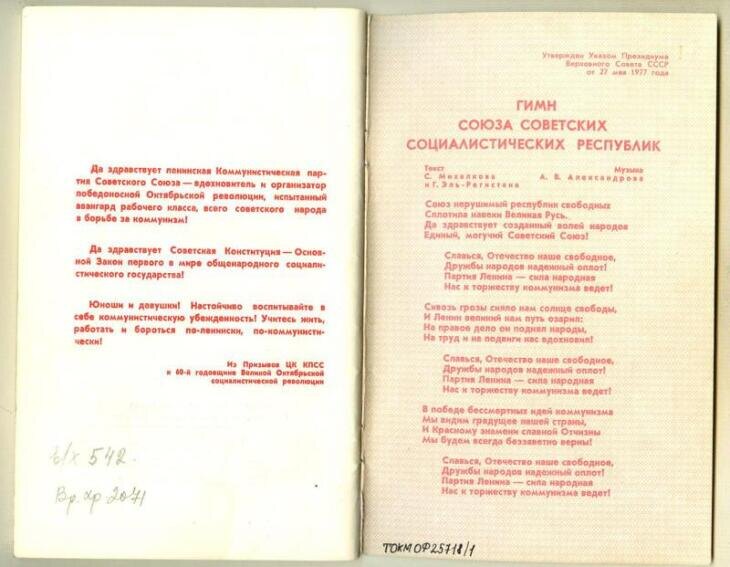 Да здравствует ленинская Коммунистическая пар-
тия Советского Союза — вдохновитель и организатор
победоносной Октябрьской революции, испытанный
авангард рабочего класса, всего советского народа
в борьбе за коммунизм!
Да здравствует Советская Конституция — Основ-
ной Закон первого в мире общенародного социали-
стического государства!
Юноши и девушки! Настойчиво воспитывайте в
себе коммунистическую убежденность! Учитесь жить,
работать и бороться по-ленински, по-коммунисти-
чески!
Из Призывов ЦК КПСС
к 60-й годовщине Великой Октябрьской
социалистической революции
542.
Вр. хр 2071
Утвержден Указом Президиума
Верховного Совета СССР
от 27 мая 1977 года
ГИМН
СОЮЗА СОВЕТСКИХ
СОЦИАЛИСТИЧЕСКИХ РЕСПУБЛИК
Текст
С. Михалкова
и Г. Эль-Регистана
Музыка
А. В. Александрова
Союз нерушимый республик свободных
Сплотила навеки Великая Русь.
Да здравствует созданный волей народов
Единый, могучий Советский Союз!
Славься, Отечество наше свободное,
Дружбы народов надежный оплот!
Партия Ленина — сила народная
Нас к торжеству коммунизма ведет!
Сквозь грозы сияло нам солнце свободы,
И Ленин великий нам путь озарил:
На правое дело он поднял народы,
На труд и на подвиги нас вдохновил!
Славься, Отечество наше свободное,
Дружбы народов надежный оплот!
Партия Ленина — сила народная
Нас к торжеству коммунизма ведет!
В победе бессмертных идей коммунизма
Мы видим грядущее нашей страны,
И Красному знамени славной Отчизны
Мы будем всегда беззаветно верны!
Славься, Отечество наше свободное,
Дружбы народов надежный оплот!
Партия Ленина — сила народная
Нас к торжеству коммунизма ведет!
ТОКМ ОФ 25718/1